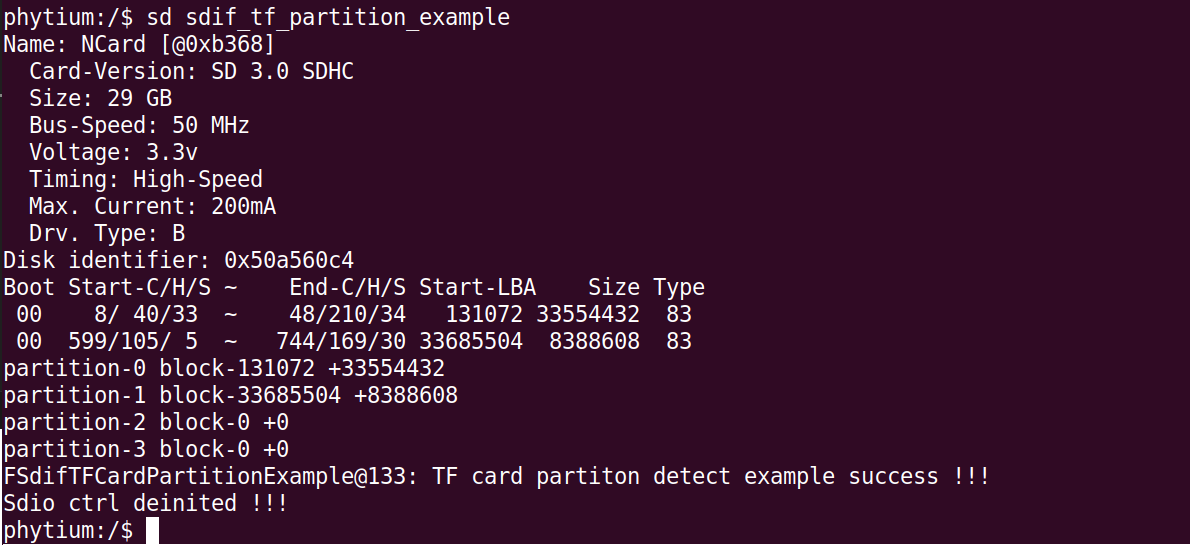 phytium:/$ sd sdif_tf_partition_example
Name: NCard [@0xb368]
  Card-Version: SD 3.0 SDHC
  Size: 29 GB
  Bus-Speed: 50 MHz
  Voltage: 3.3v
  Timing: High-Speed
  Max. Current: 200mA
  Drv. Type: B
Disk identifier: 0x50a560c4
Boot Start-C/H/S ~    End-C/H/S Start-LBA    Size Type
 00    8/ 40/33  ~    48/210/34   131072 33554432  83
 00  599/105/ 5  ~   744/169/30 33685504  8388608  83
partition-0 block-131072 +33554432
partition-1 block-33685504 +8388608
partition-2 block-0 +0
partition-3 block-0 +0
FSdifTFCardPartitionExample@133: TF card partiton detect example success !!!
Sdio ctrl deinited !!!
phytium:/$